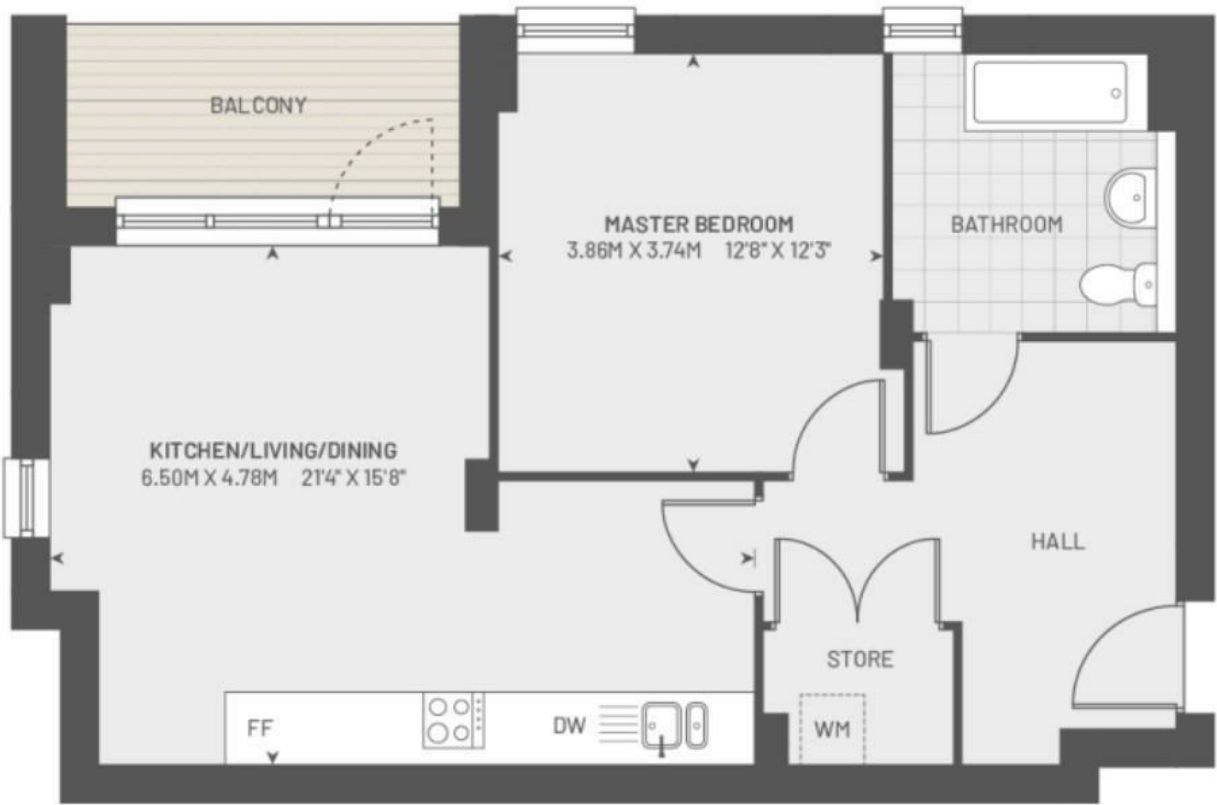 BALCONY
MASTER BEDROOM
3.86M X 3.74M 12'8" X 12'3"
BATHROOM
KITCHEN/LIVING/DINING
6.50M X 4.78M 21'4" X 15'8"
HALL
STORE
FF
DW
WM